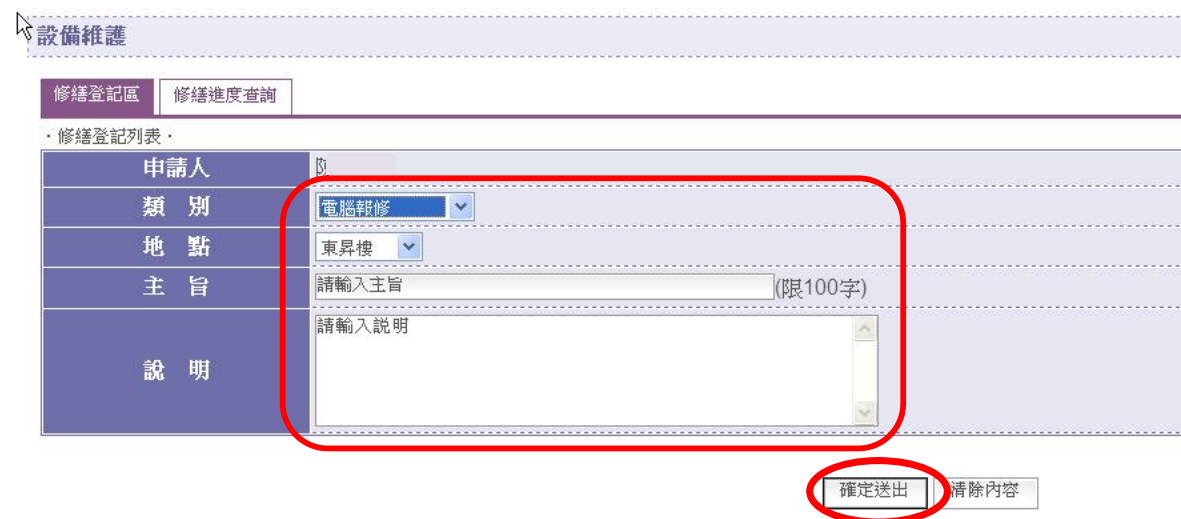 設備維護
修繕登記區 修繕進度查詢
・修繕登記列表・
申請人
類 別 電腦報修
地 點 東昇樓
主 旨 請輸入主旨 (限100字)
說 明 請輸入說明
確定送出 清除內容